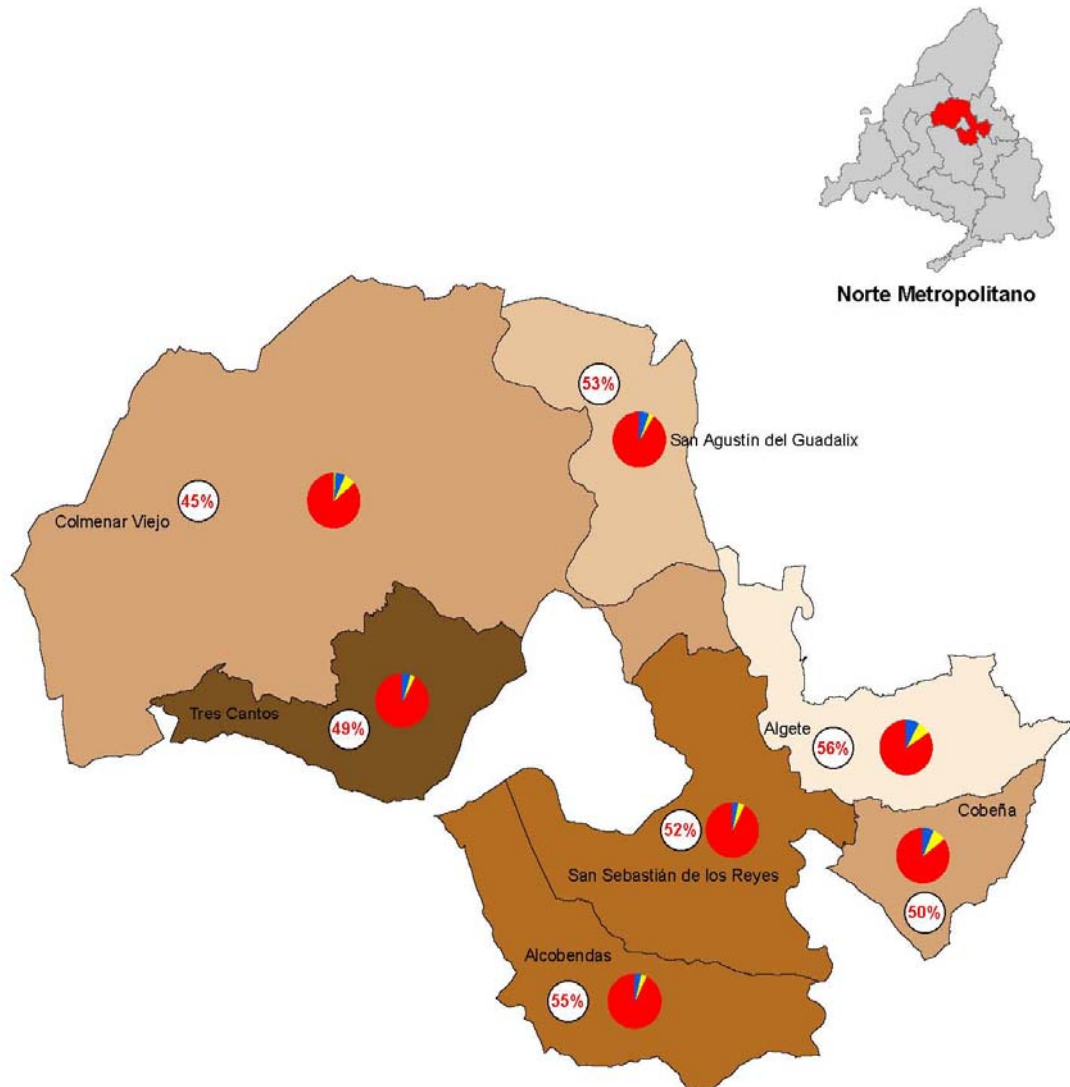 Norte Metropolitano
53%
San Agustín del Guadalix
45%
Colmenar Viejo
Tres Cantos
49%
Algete
56%
Cobeña
52%
San Sebastián de los Reyes
50%
Alcobendas
55%